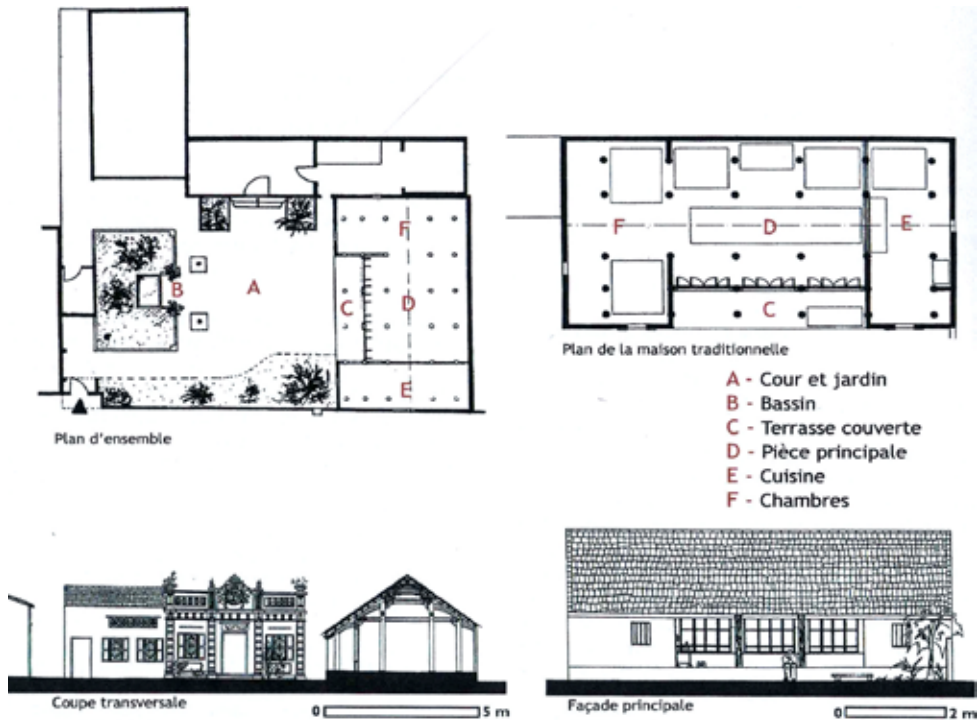 B
A
F
C
D
E
Plan d'ensemble
F
D
E
C
Plan de la maison traditionnelle
A - Cour et jardin
B - Bassin
C - Terrasse couverte
D - Pièce principale
E - Cuisine
F - Chambres
Coupe transversale
0 5 m
Façade principale
0 2 m